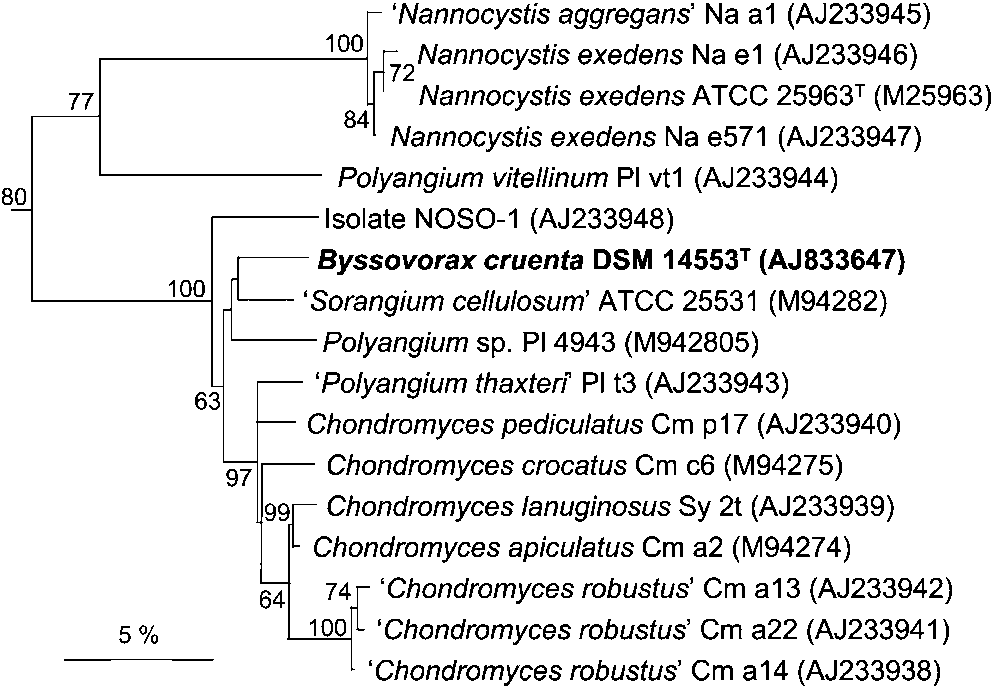 'Nannocystis aggregans' Na a1 (AJ233945)
100
Nannocystis exedens Na e1 (AJ233946)
72
Nannocystis exedens ATCC 25963ᵀ (M25963)
84
Nannocystis exedens Na e571 (AJ233947)
77
Polyangium vitellinum Pl vt1 (AJ233944)
80
Isolate NOSO-1 (AJ233948)
Byssovorax cruenta DSM 14553ᵀ (AJ833647)
100
'Sorangium cellulosum' ATCC 25531 (M94282)
Polyangium sp. Pl 4943 (M942805)
'Polyangium thaxteri' Pl t3 (AJ233943)
63
Chondromyces pediculatus Cm p17 (AJ233940)
Chondromyces crocatus Cm c6 (M94275)
97
Chondromyces lanuginosus Sy 2t (AJ233939)
99
Chondromyces apiculatus Cm a2 (M94274)
'Chondromyces robustus' Cm a13 (AJ233942)
74
64
'Chondromyces robustus' Cm a22 (AJ233941)
100
5 %
'Chondromyces robustus' Cm a14 (AJ233938)